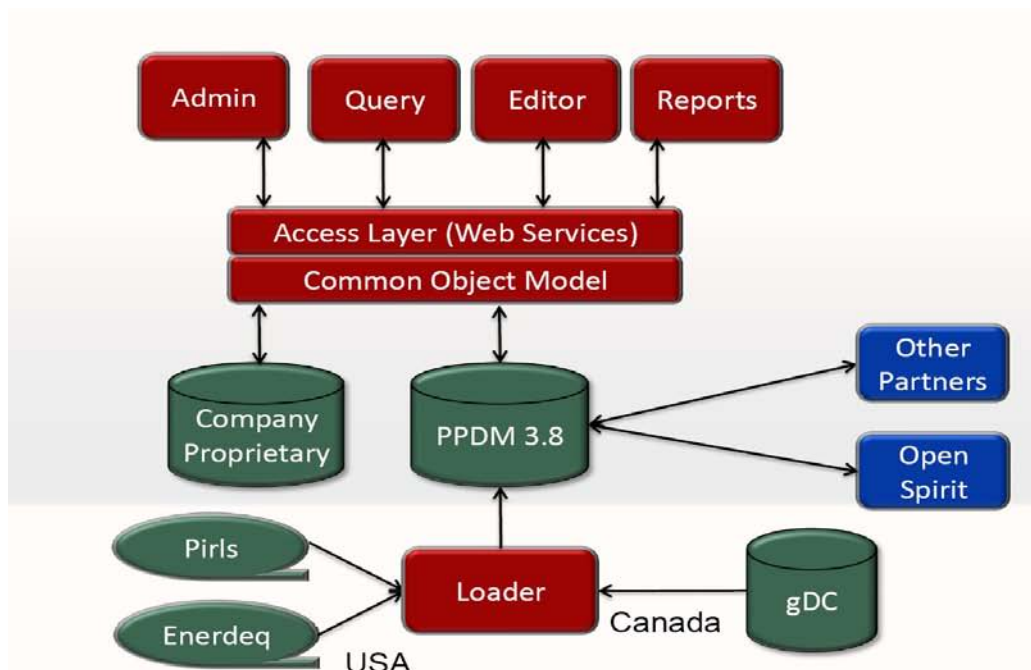 Admin
Query
Editor
Reports
Access Layer (Web Services)
Common Object Model
Company
Proprietary
PPDM 3.8
Other
Partners
Open
Spirit
Pirls
Enerdeq
USA
Loader
Canada
gDC